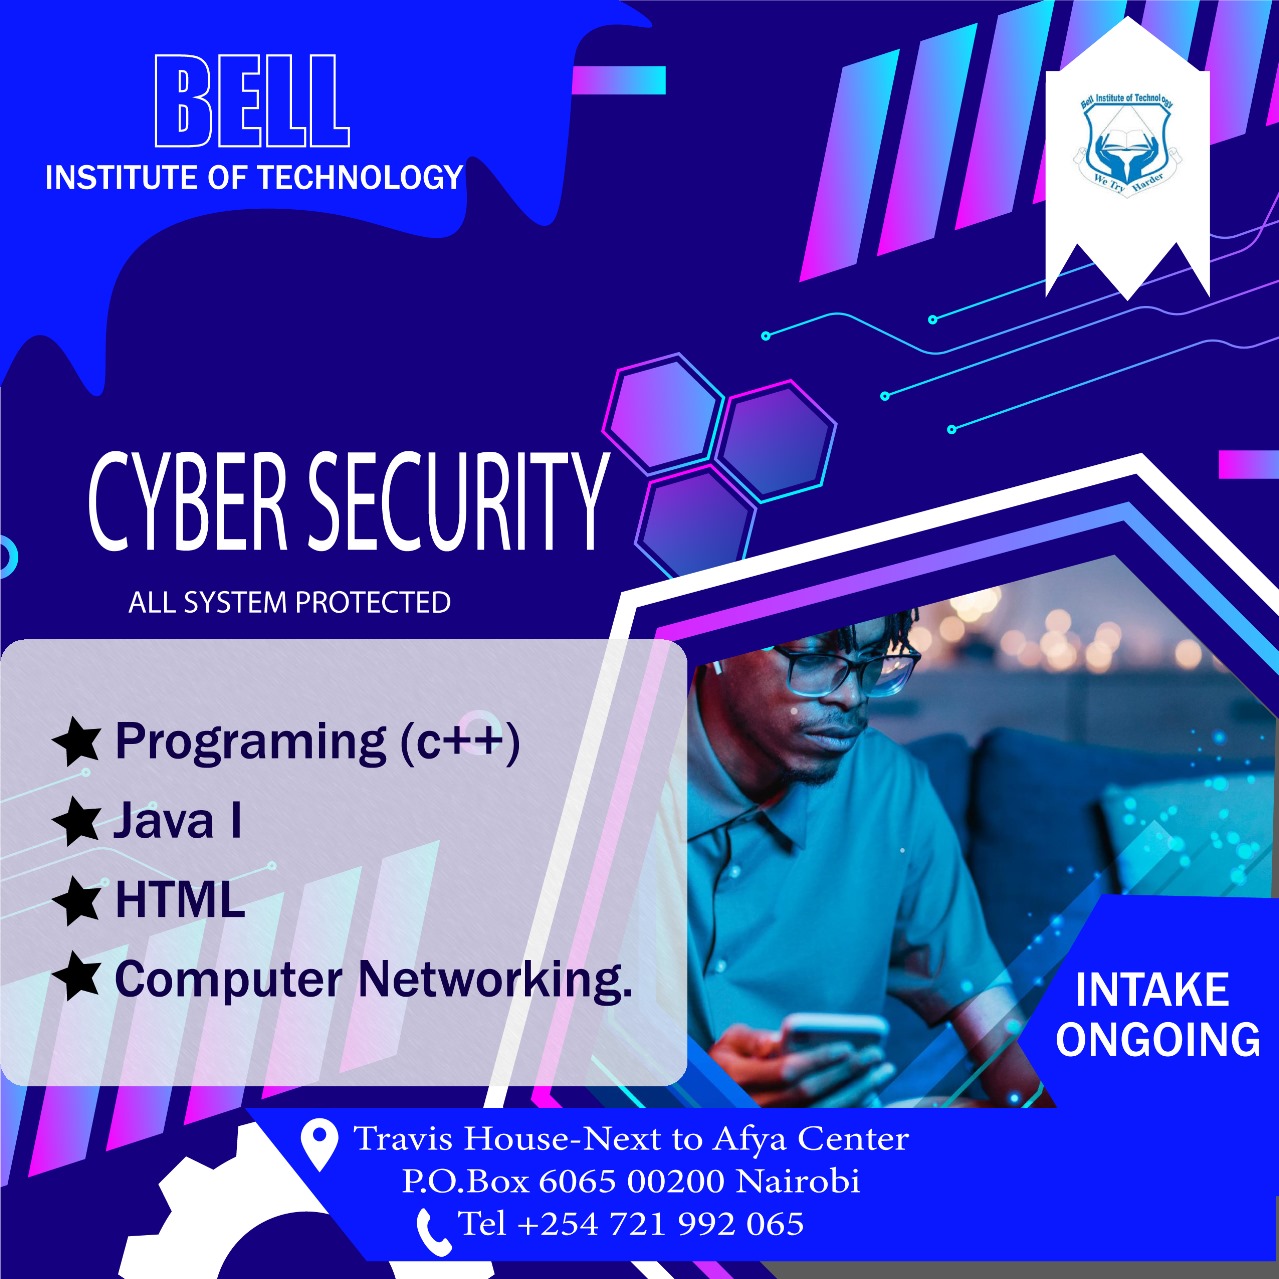 BELL
INSTITUTE OF TECHNOLOGY
Bell Institute of Technology
We Try Harder
CYBER SECURITY
ALL SYSTEM PROTECTED
Programing (c++)
Java I
HTML
Computer Networking.
INTAKE
ONGOING
Travis House-Next to Afya Center
P.O.Box 6065 00200 Nairobi
Tel +254 721 992 065